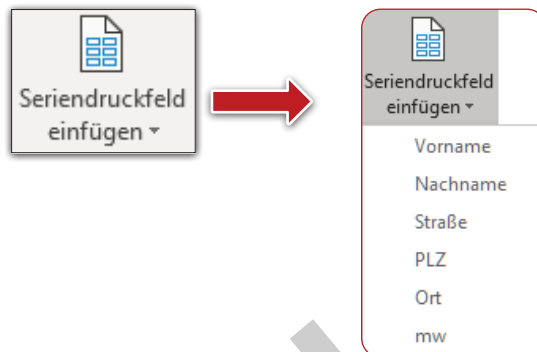 Seriendruckfeld
einfügen
Seriendruckfeld
einfügen
Vorname
Nachname
Straße
PLZ
Ort
mw